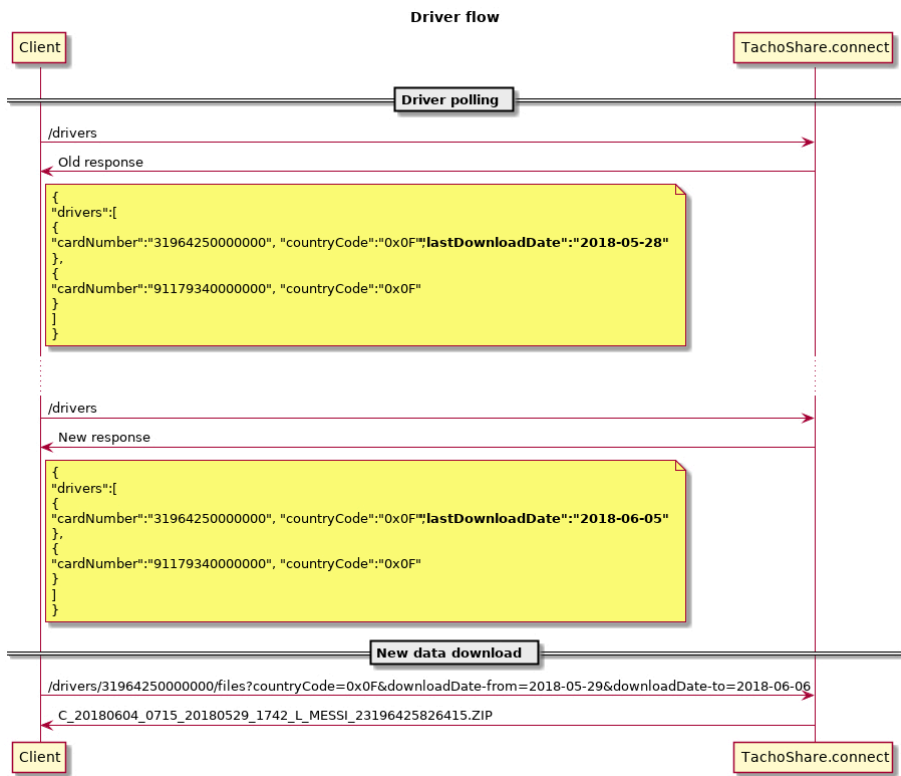 Driver flow
Client TachoShare.connect
Driver polling
/drivers
Old response
{
"drivers":[
{
"cardNumber":"31964250000000", "countryCode":"0x0F","lastDownloadDate":"2018-05-28"
},
{
"cardNumber":"91179340000000", "countryCode":"0x0F"
}
]
}
/drivers
New response
{
"drivers":[
{
"cardNumber":"31964250000000", "countryCode":"0x0F","lastDownloadDate":"2018-06-05"
},
{
"cardNumber":"91179340000000", "countryCode":"0x0F"
}
]
}
New data download
/drivers/31964250000000/files?countryCode=0x0F&downloadDate-from=2018-05-29&downloadDate-to=2018-06-06
C_20180604_0715_20180529_1742_L_MESSI_23196425826415.ZIP
Client TachoShare.connect